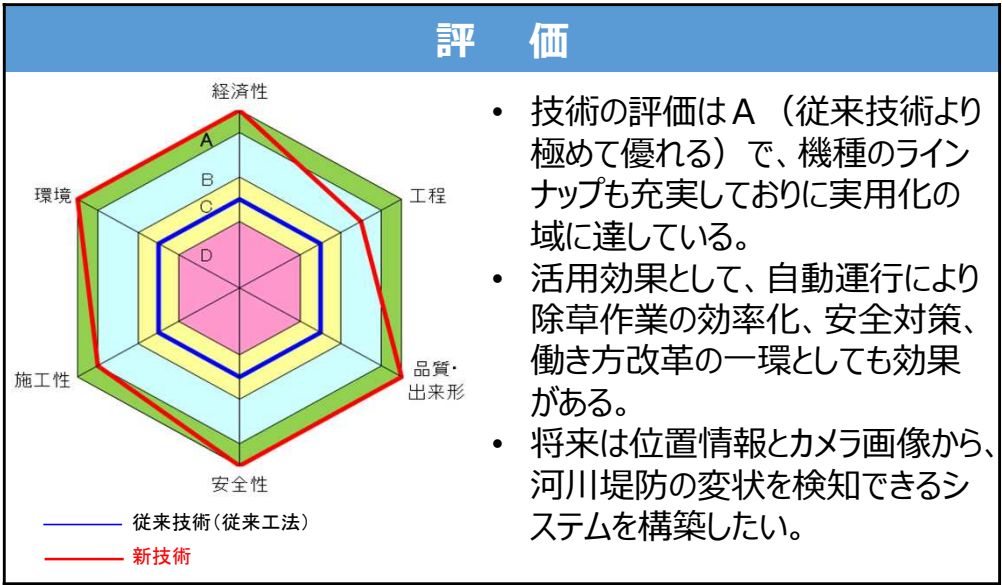 評　価
経済性
A
B
C
D
環境
工程
施工性
品質・
出来形
安全性
従来技術(従来工法)
新技術
• 技術の評価はA （従来技術より
極めて優れる）で、機種のライン
ナップも充実しておりに実用化の
域に達している。
• 活用効果として、自動運行により
除草作業の効率化、安全対策、
働き方改革の一環としても効果
がある。
• 将来は位置情報とカメラ画像から、
河川堤防の変状を検知できるシ
ステムを構築したい。